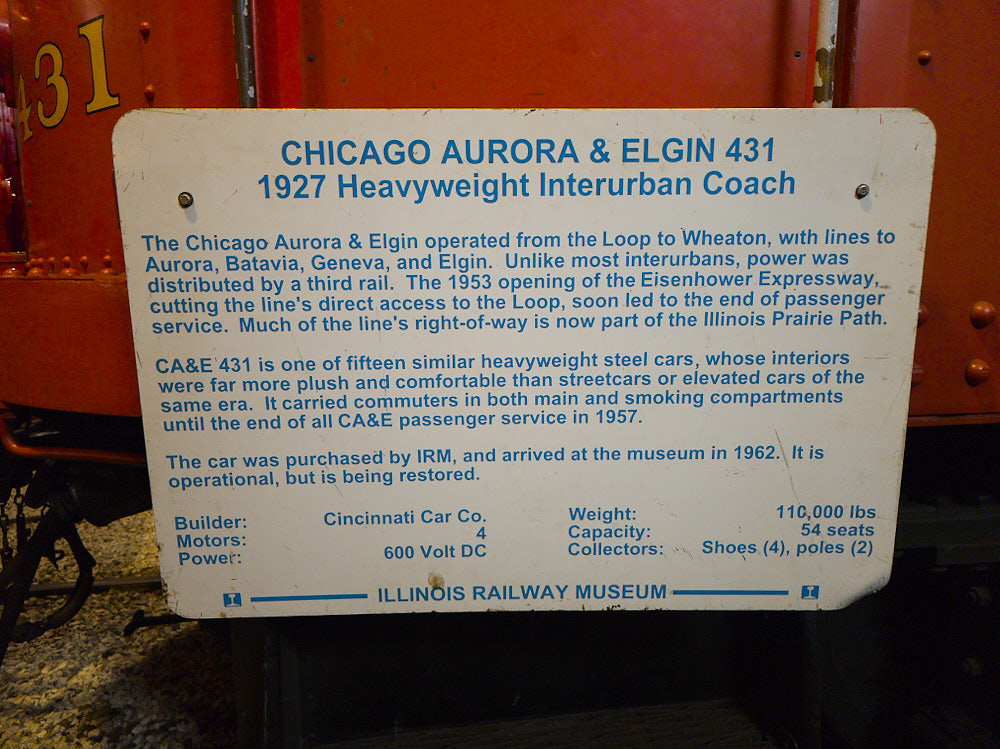 431
CHICAGO AURORA & ELGIN 431
1927 Heavyweight Interurban Coach
The Chicago Aurora & Elgin operated from the Loop to Wheaton, with lines to
Aurora, Batavia, Geneva, and Elgin. Unlike most interurbans, power was
distributed by a third rail. The 1953 opening of the Eisenhower Expressway,
cutting the line's direct access to the Loop, soon led to the end of passenger
service. Much of the line's right-of-way is now part of the Illinois Prairie Path.
CA&E 431 is one of fifteen similar heavyweight steel cars, whose interiors
were far more plush and comfortable than streetcars or elevated cars of the
same era. It carried commuters in both main and smoking compartments
until the end of all CA&E passenger service in 1957.
The car was purchased by IRM, and arrived at the museum in 1962. It is
operational, but is being restored.
Builder: Cincinnati Car Co.
Motors: 4
Power: 600 Volt DC
Weight: 110,000 lbs
Capacity: 54 seats
Collectors: Shoes (4), poles (2)
I ILLINOIS RAILWAY MUSEUM I